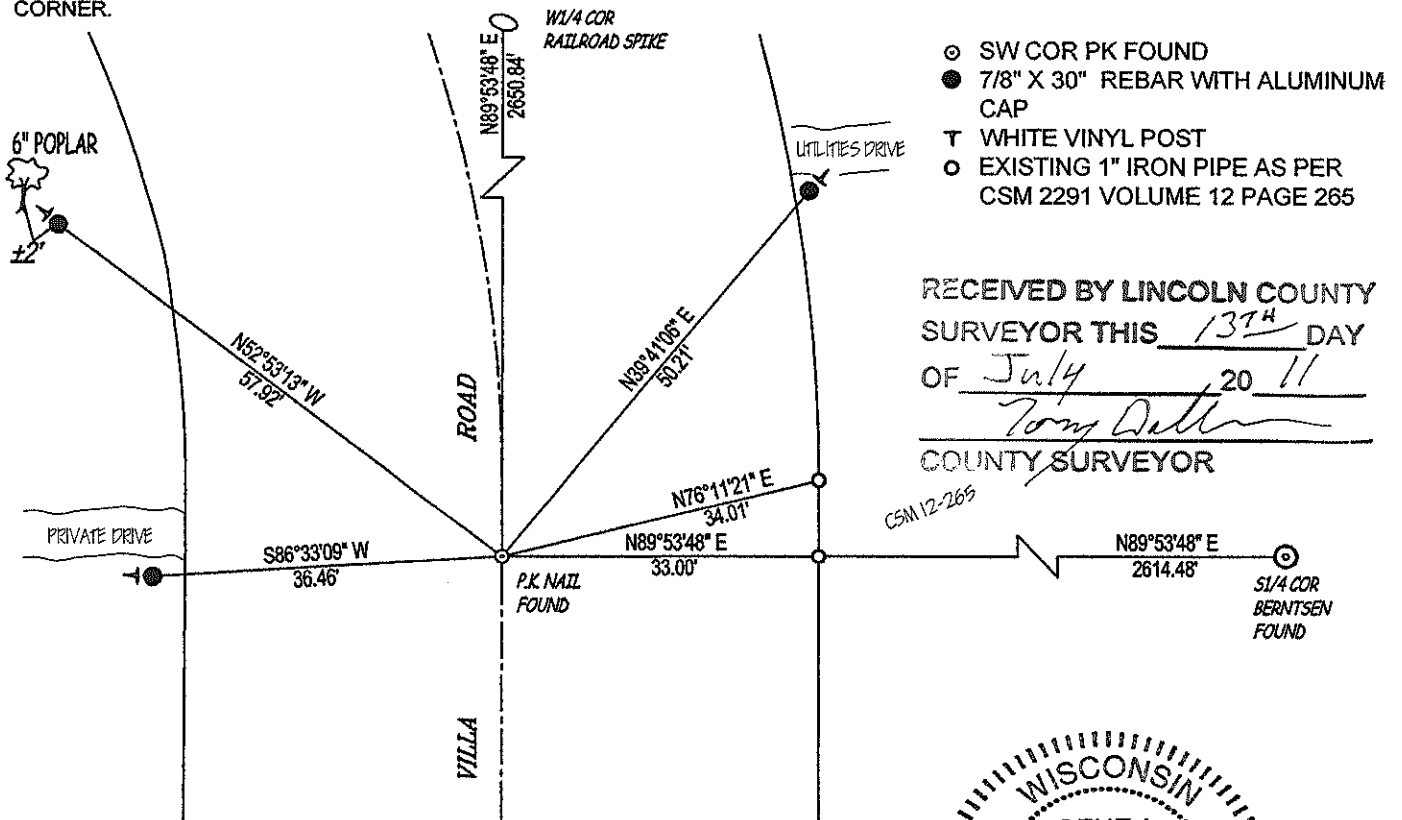 CORNER.
W1/4 COR
RAILROAD SPIKE
N89°53'48" E
2650.84'
6" POPLAR
±2'
UTILITIES DRIVE
⊙ SW COR PK FOUND
● 7/8" X 30" REBAR WITH ALUMINUM
CAP
T WHITE VINYL POST
O EXISTING 1" IRON PIPE AS PER
CSM 2291 VOLUME 12 PAGE 265
RECEIVED BY LINCOLN COUNTY
SURVEYOR THIS 13TH DAY
OF July 20 11
COUNTY SURVEYOR
N52°53'13" W
57.92'
N39°41'06" E
50.21'
ROAD
N76°11'21" E
34.01'
CSM 12-265
PRIVATE DRIVE
S86°33'09" W
36.46'
P.K. NAIL
FOUND
N89°53'48" E
33.00'
N89°53'48" E
2614.48'
S1/4 COR
BERNTSEN
FOUND
VILLA
WISCONSIN